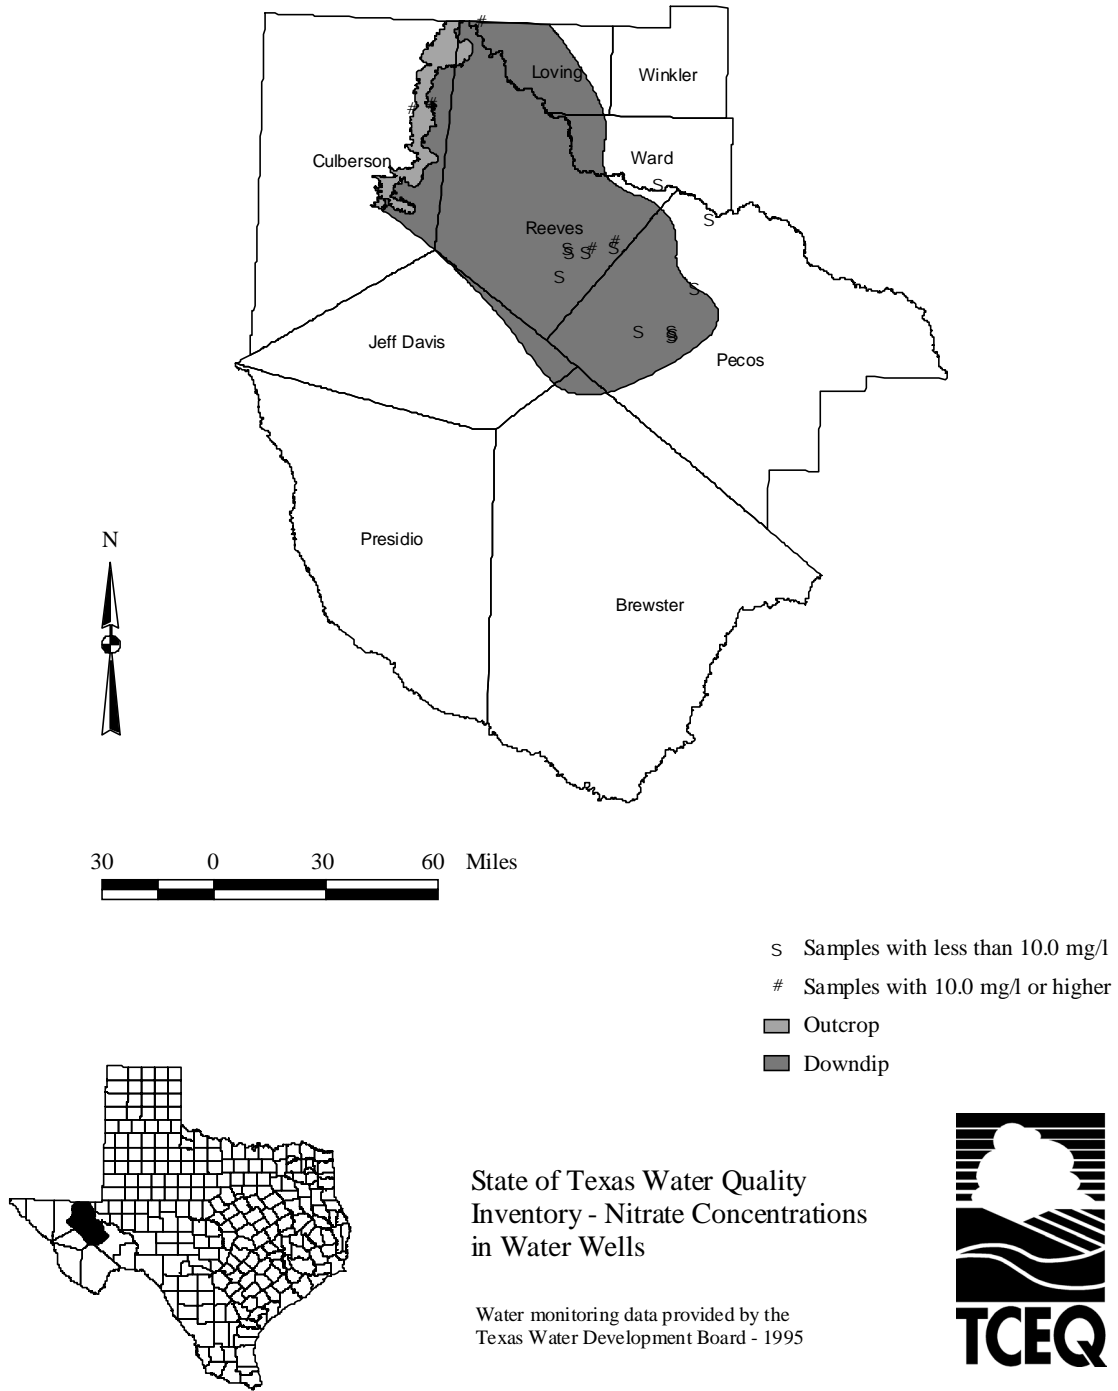 Loving
Winkler
Ward
Culberson
Reeves
Jeff Davis
Pecos
Presidio
Brewster
N
30 0 30 60 Miles
S Samples with less than 10.0 mg/l
# Samples with 10.0 mg/l or higher
Outcrop
Downdip
State of Texas Water Quality
Inventory - Nitrate Concentrations
in Water Wells
Water monitoring data provided by the
Texas Water Development Board - 1995
TCEQ